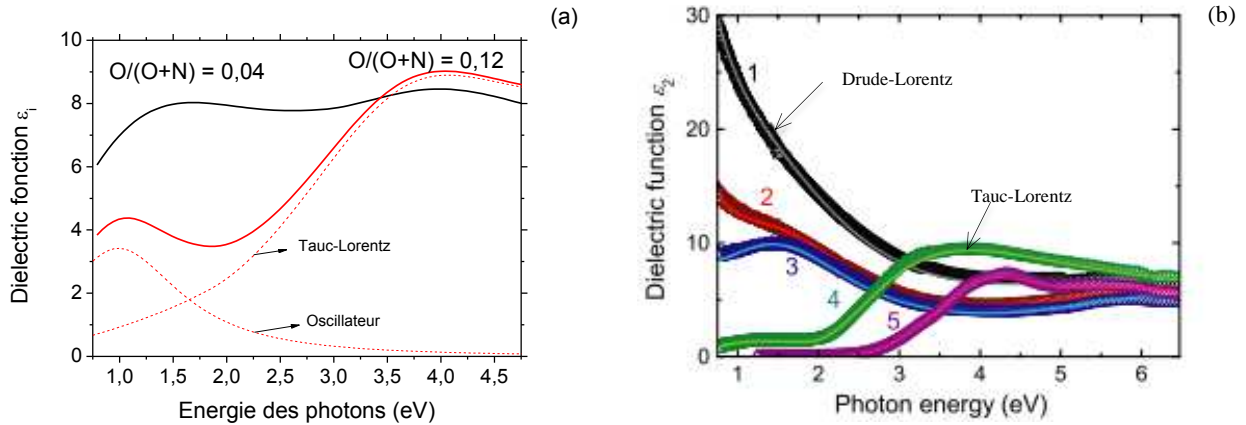 (a)
10
8
6
4
2
0
Dielectric fonction εi
O/(O+N) = 0,04
O/(O+N) = 0,12
Tauc-Lorentz
Oscillateur
1,0 1,5 2,0 2,5 3,0 3,5 4,0 4,5
Energie des photons (eV)
(b)
30
20
10
0
Dielectric function ε2
1
Drude-Lorentz
2
Tauc-Lorentz
3
4
5
1 2 3 4 5 6
Photon energy (eV)